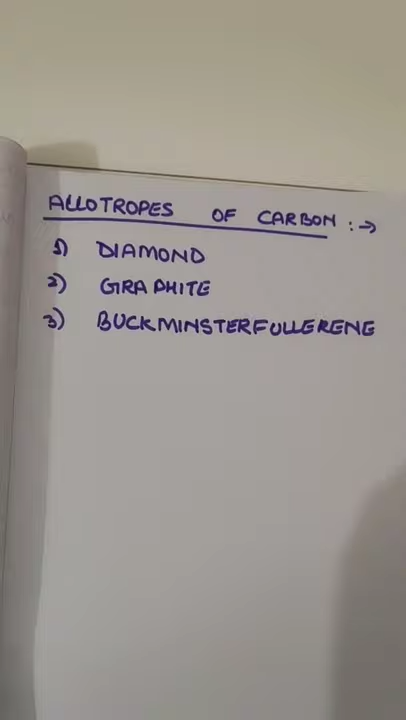 ALLOTROPES OF CARBON :→
1) DIAMOND
2) GRAPHITE
3) BUCKMINSTERFULLERENE